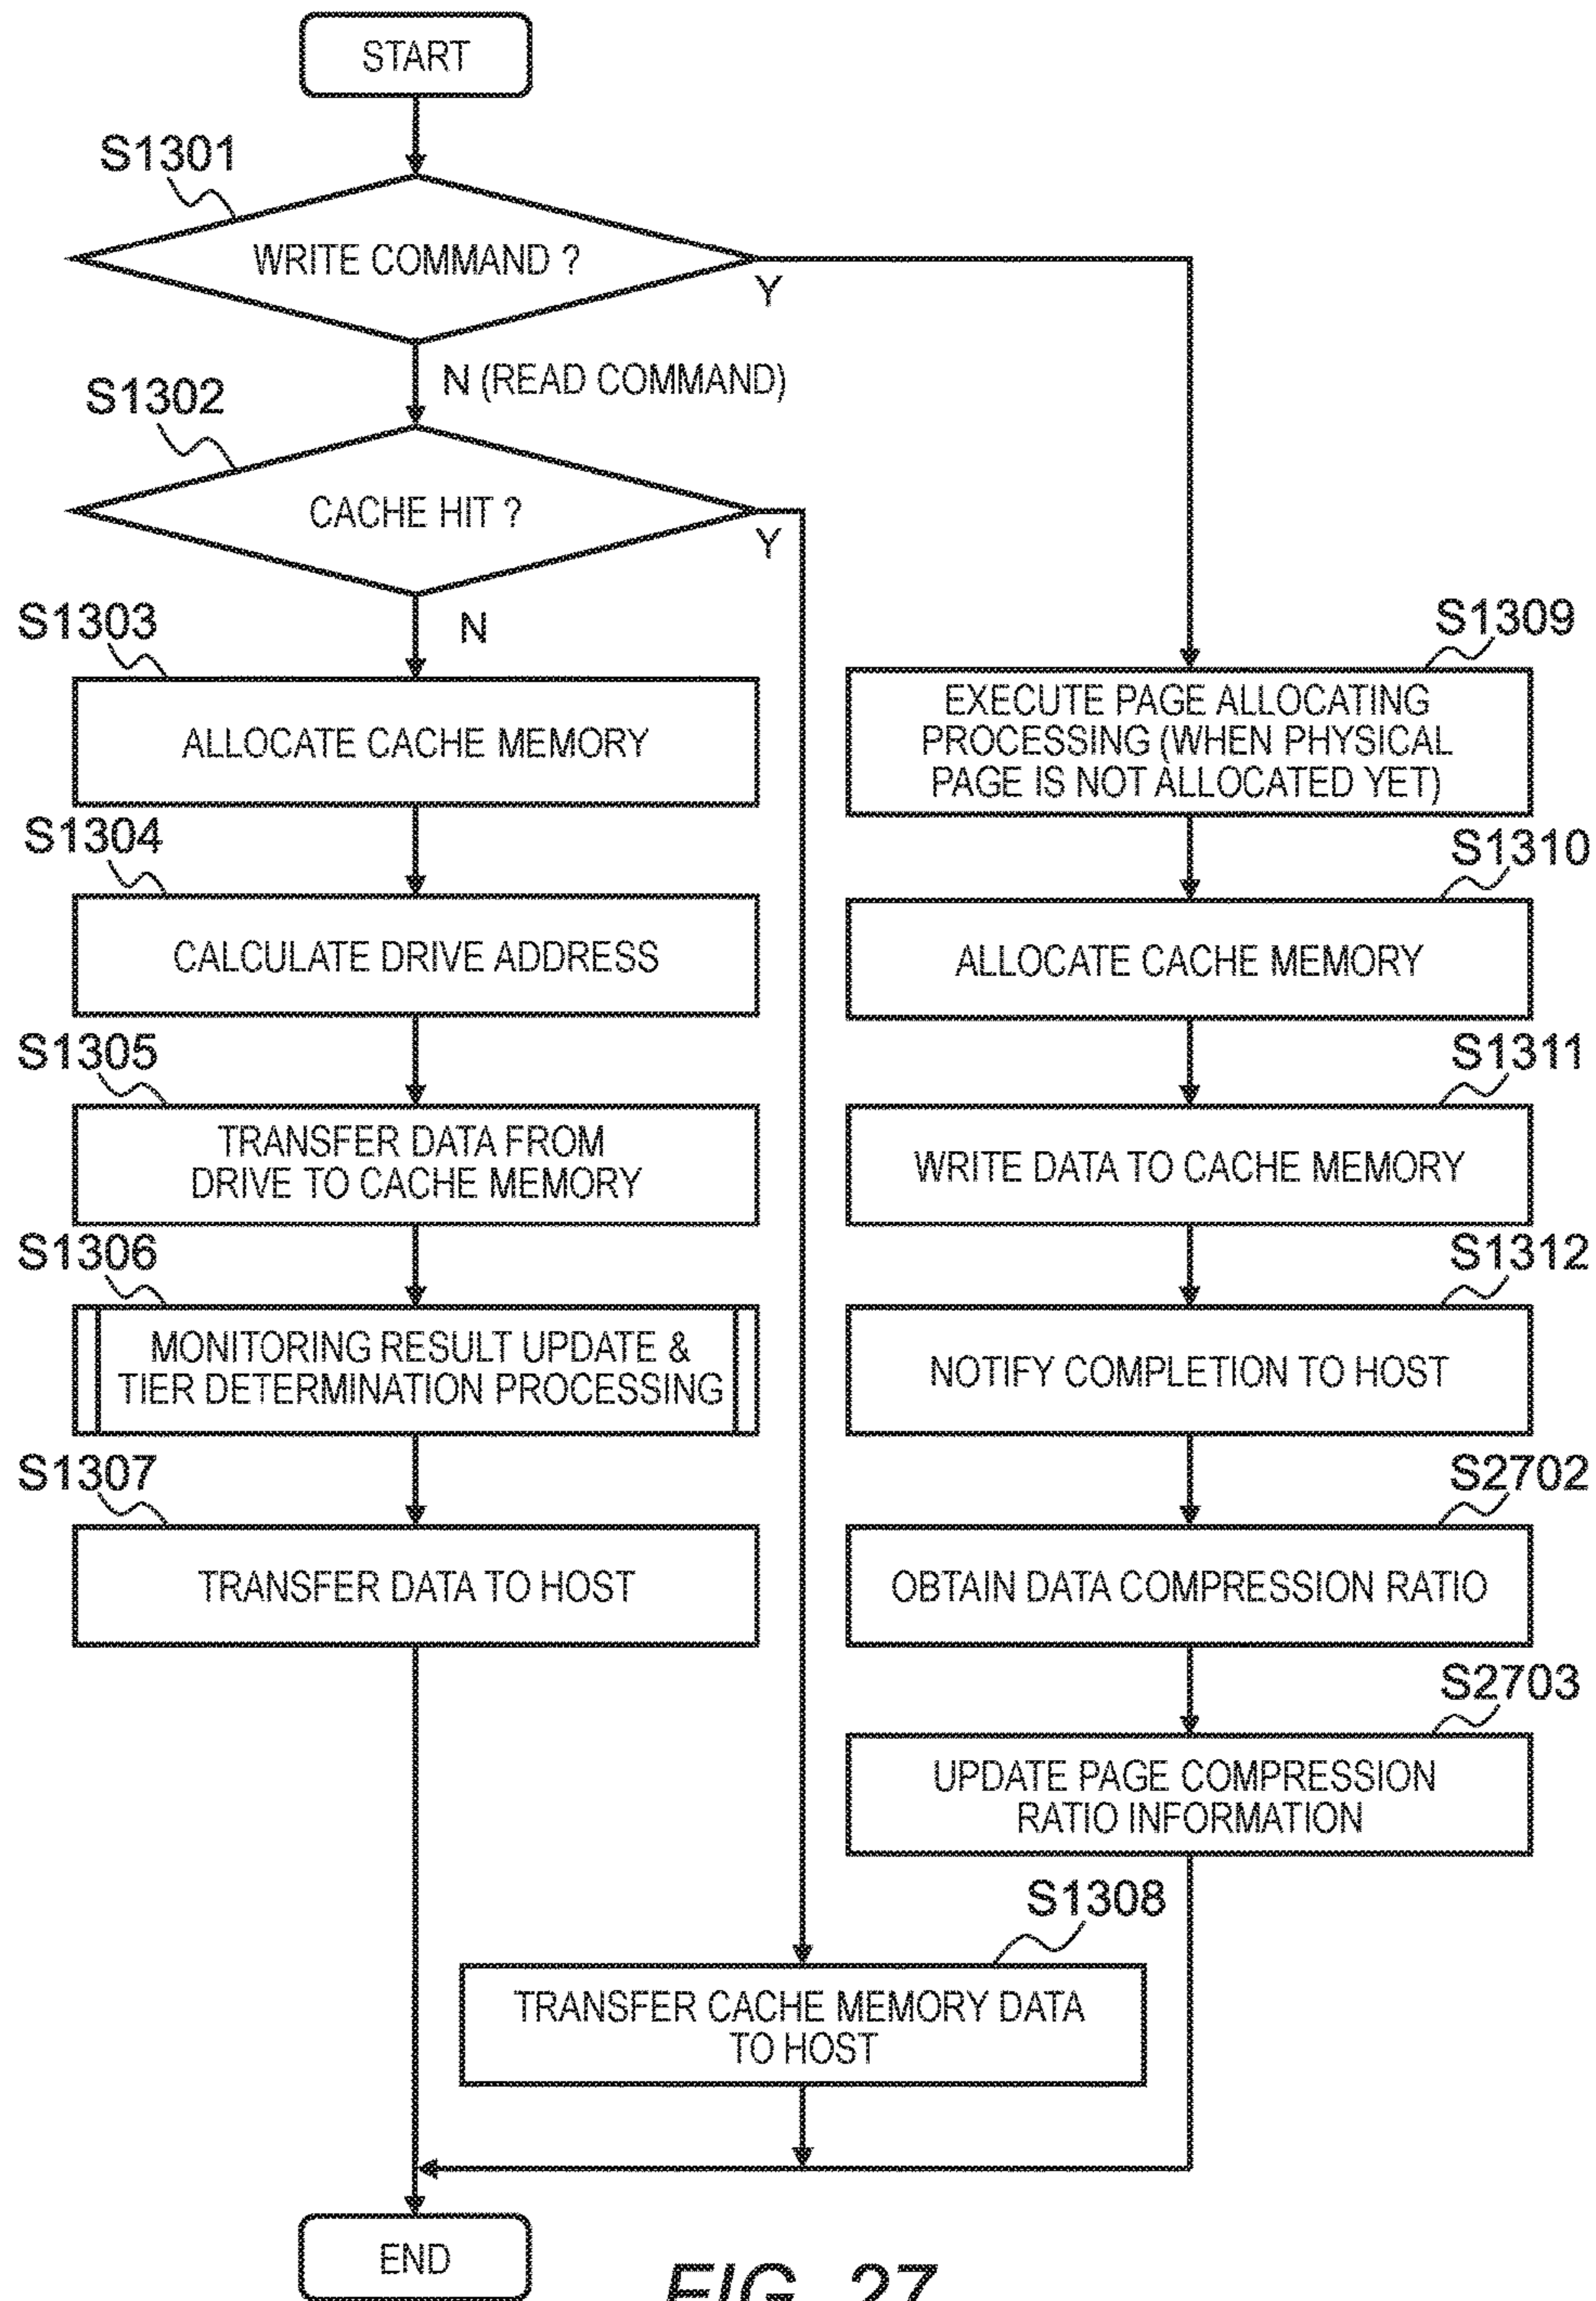 START
S1301
WRITE COMMAND ?
Y
N (READ COMMAND)
S1302
CACHE HIT ?
Y
N
S1303
ALLOCATE CACHE MEMORY
S1304
CALCULATE DRIVE ADDRESS
S1305
TRANSFER DATA FROM
DRIVE TO CACHE MEMORY
S1306
MONITORING RESULT UPDATE &
TIER DETERMINATION PROCESSING
S1307
TRANSFER DATA TO HOST
S1309
EXECUTE PAGE ALLOCATING
PROCESSING (WHEN PHYSICAL
PAGE IS NOT ALLOCATED YET)
S1310
ALLOCATE CACHE MEMORY
S1311
WRITE DATA TO CACHE MEMORY
S1312
NOTIFY COMPLETION TO HOST
S2702
OBTAIN DATA COMPRESSION RATIO
S2703
UPDATE PAGE COMPRESSION
RATIO INFORMATION
S1308
TRANSFER CACHE MEMORY DATA
TO HOST
END
FIG. 27